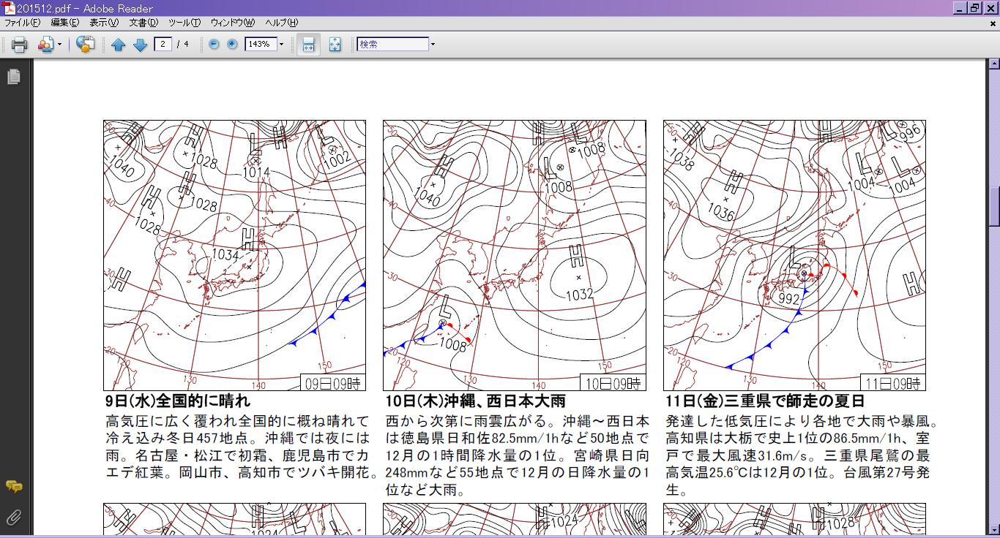 201512.pdf - Adobe Reader
ファイル(F) 編集(E) 表示(V) 文書(D) ツール(T) ウィンドウ(W) ヘルプ(H)
2 / 4 143% 検索
H 1040 H 1028 L 1014 H L 1002
H 1028 H 1028
H 1034
H
40 30 20 120 130 140 150
09日09時
50 H 1040 H L 1008 L 1008
H 1032
L 1008
40 30 20 120 130 140 150
10日09時
50 H 1038 H 1036 H L 996 L 1004 L 1004
L 992
H
40 30 20 120 130 140 150
11日09時
9日(水)全国的に晴れ
高気圧に広く覆われ全国的に概ね晴れて
冷え込み冬日457地点。沖縄では夜には
雨。名古屋・松江で初霜、鹿児島市でカ
エデ紅葉。岡山市、高知市でツバキ開花。
10日(木)沖縄、西日本大雨
西から次第に雨雲広がる。沖縄～西日本
は徳島県日和佐82.5mm/1hなど50地点で
12月の1時間降水量の1位。宮崎県日向
248mmなど55地点で12月の日降水量の1
位など大雨。
11日(金)三重県で師走の夏日
発達した低気圧により各地で大雨や暴風。
高知県は大栃で史上1位の86.5mm/1h、室
戸で最大風速31.6m/s。三重県尾鷲の最
高気温25.6℃は12月の1位。台風第27号発
生。
H L
H 1024
H 1028